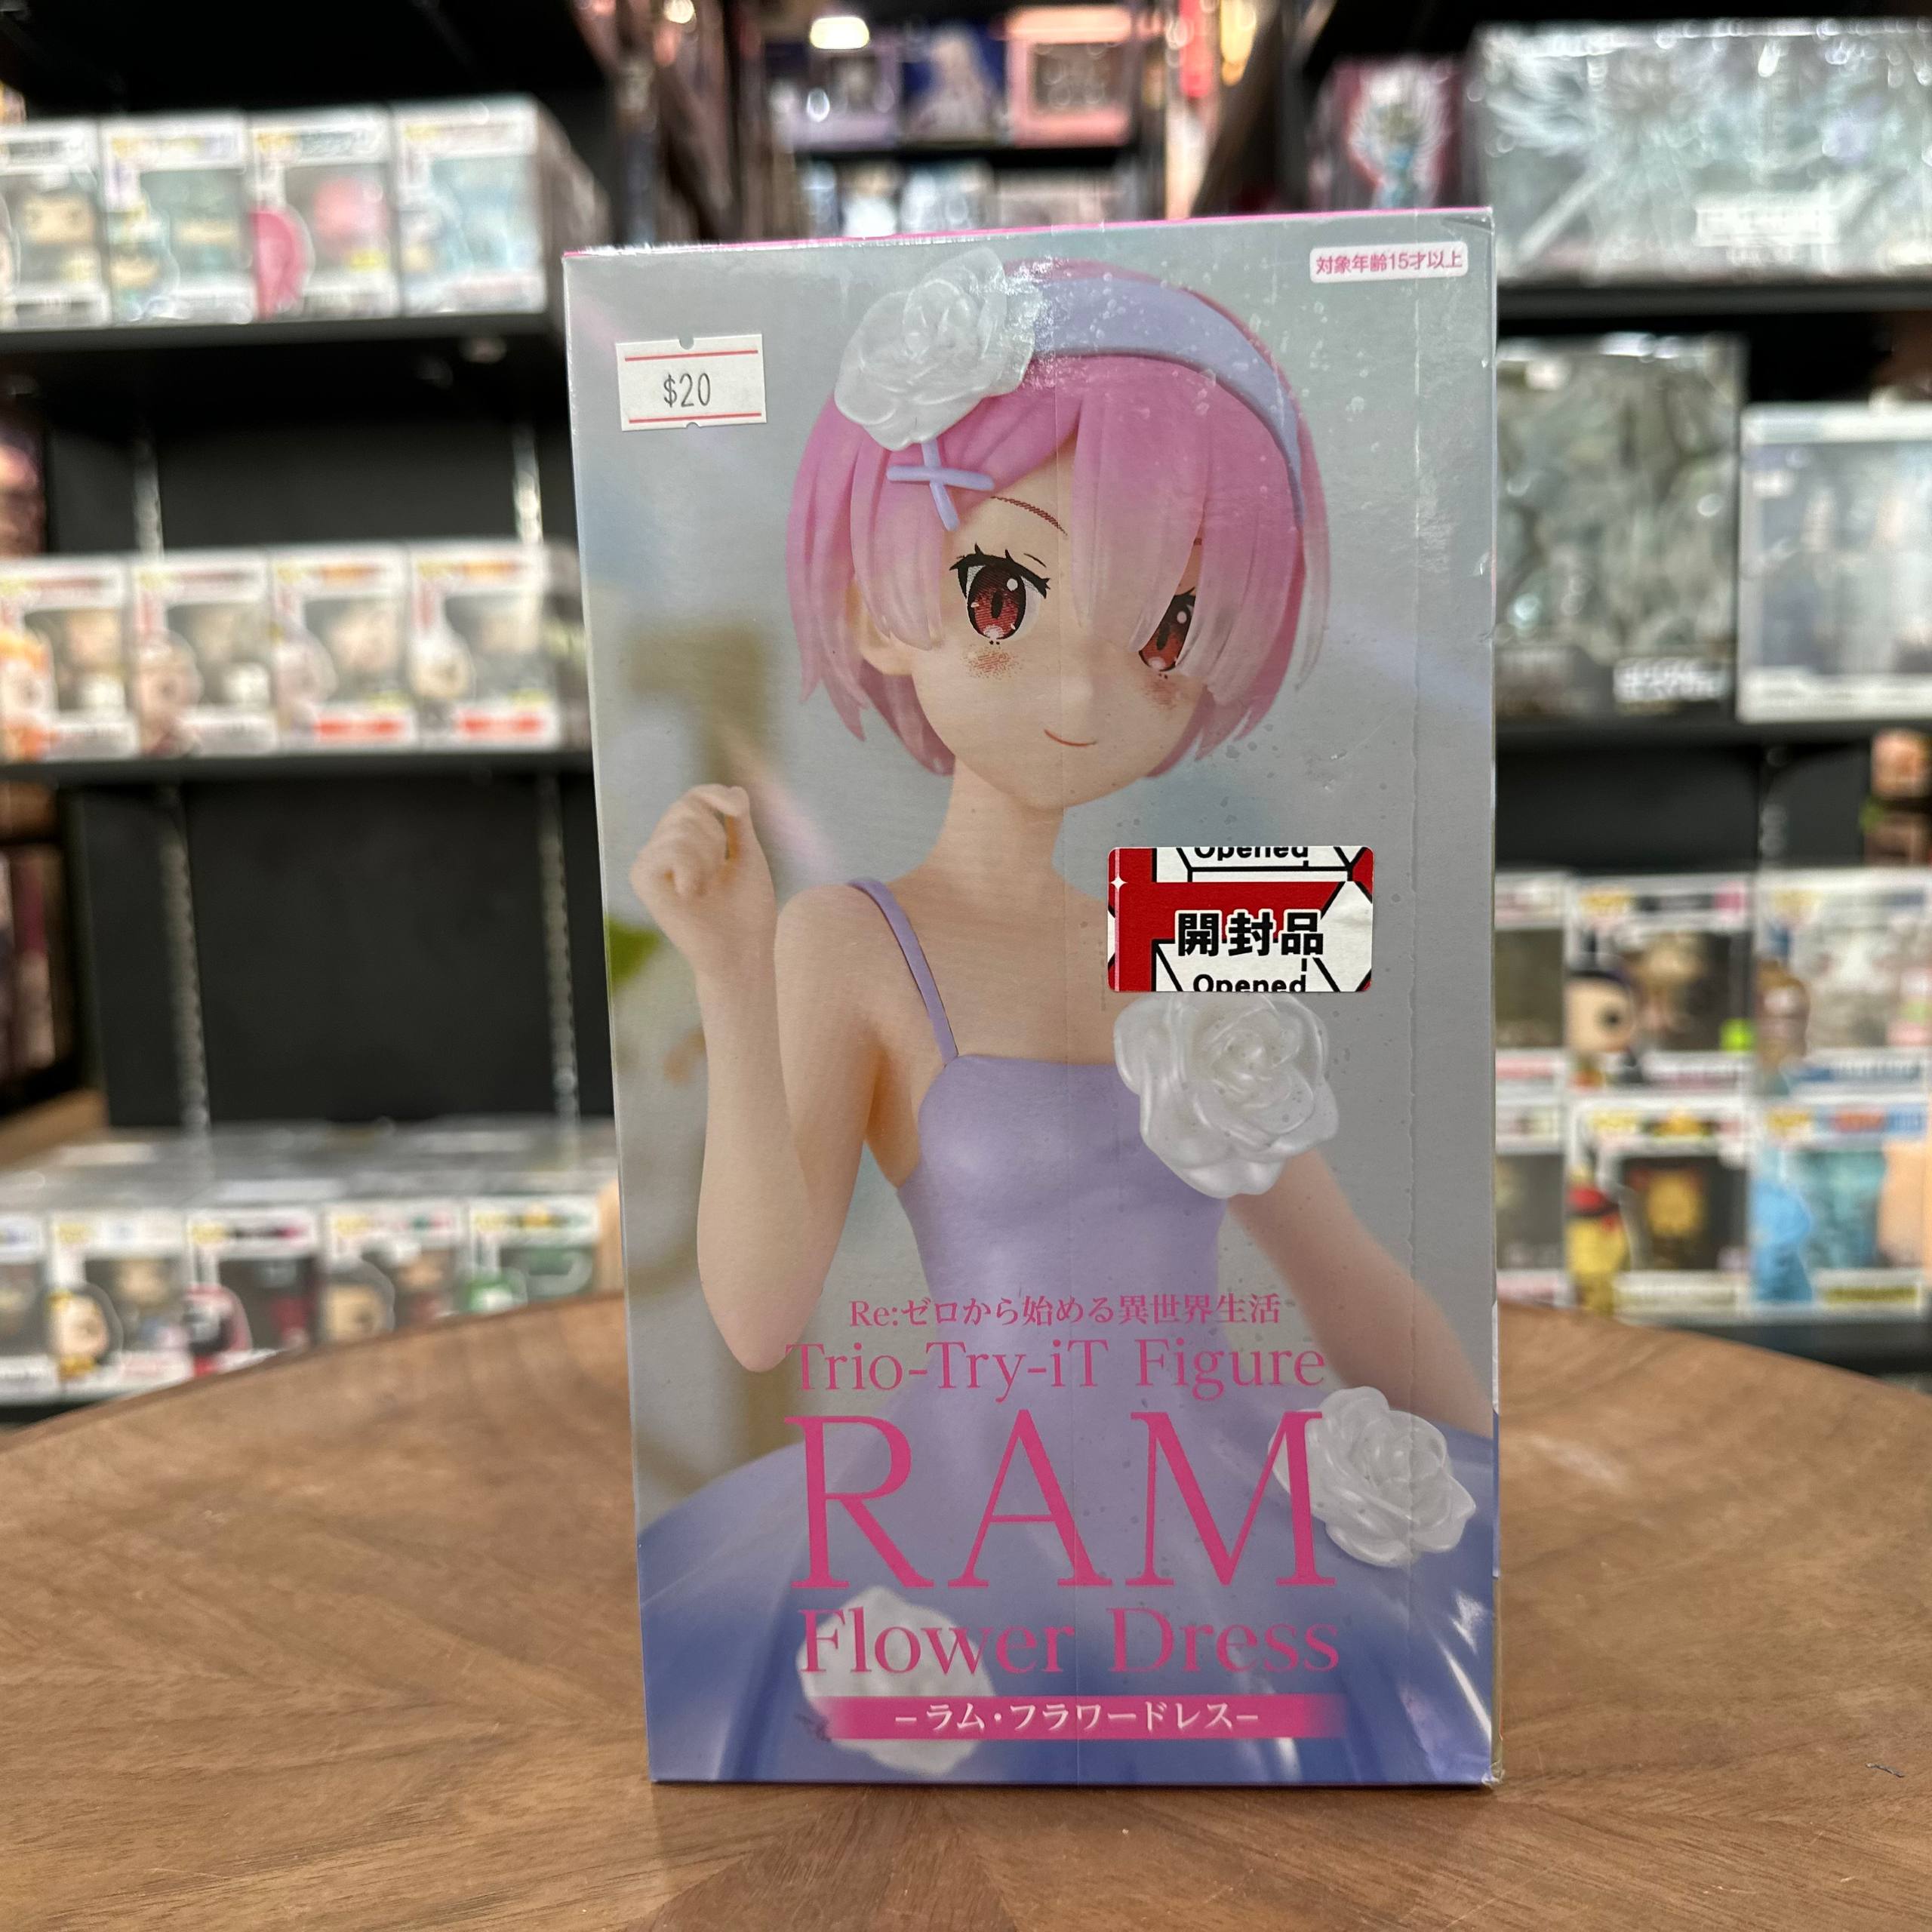 対象年齢15才以上
$20
Opened
開封品
Opened
Re:ゼロから始める異世界生活
Trio-Try-iT Figure
RAM
Flower Dress
–ラム・フラワードレス–